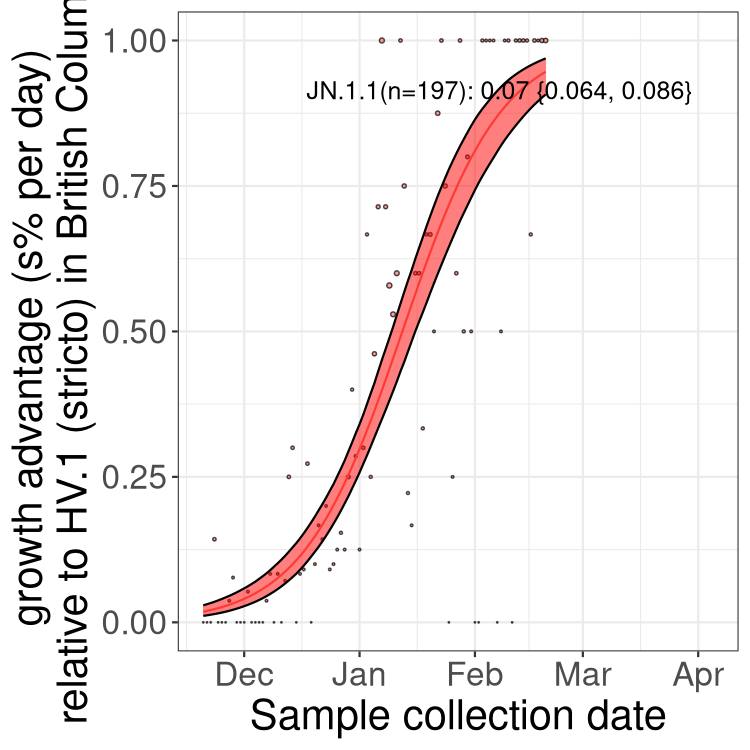 growth advantage (s% per day)
relative to HV.1 (stricto) in British Colum
1.00
0.75
0.50
0.25
0.00
JN.1.1(n=197): 0.07 {0.064, 0.086}
Dec Jan Feb Mar Apr
Sample collection date